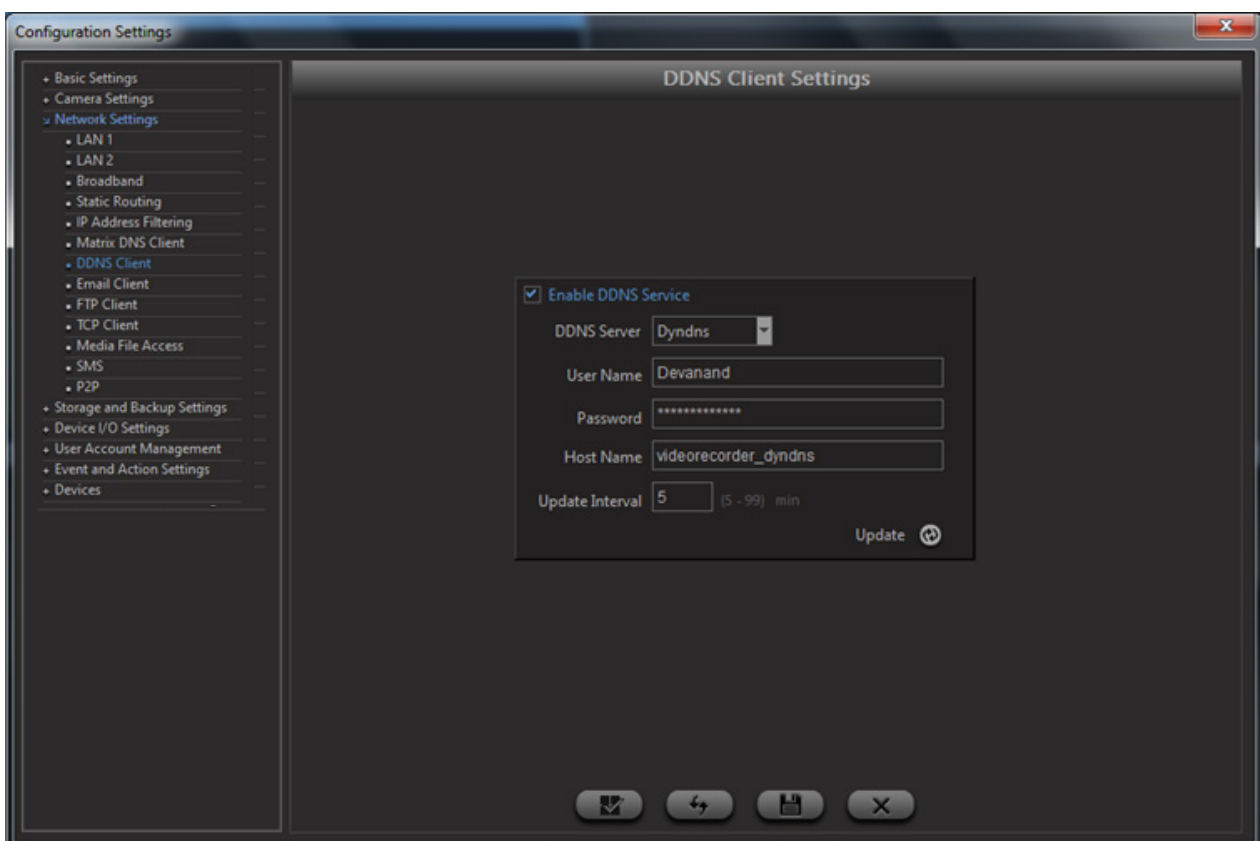 Configuration Settings
+ Basic Settings
+ Camera Settings
Network Settings
▪ LAN 1
▪ LAN 2
▪ Broadband
▪ Static Routing
▪ IP Address Filtering
▪ Matrix DNS Client
▪ DDNS Client
▪ Email Client
▪ FTP Client
▪ TCP Client
▪ Media File Access
▪ SMS
▪ P2P
+ Storage and Backup Settings
+ Device I/O Settings
+ User Account Management
+ Event and Action Settings
+ Devices
DDNS Client Settings
Enable DDNS Service
DDNS Server Dyndns
User Name Devanand
Password *************
Host Name videorecorder_dyndns
Update Interval 5 (5 - 99) min
Update